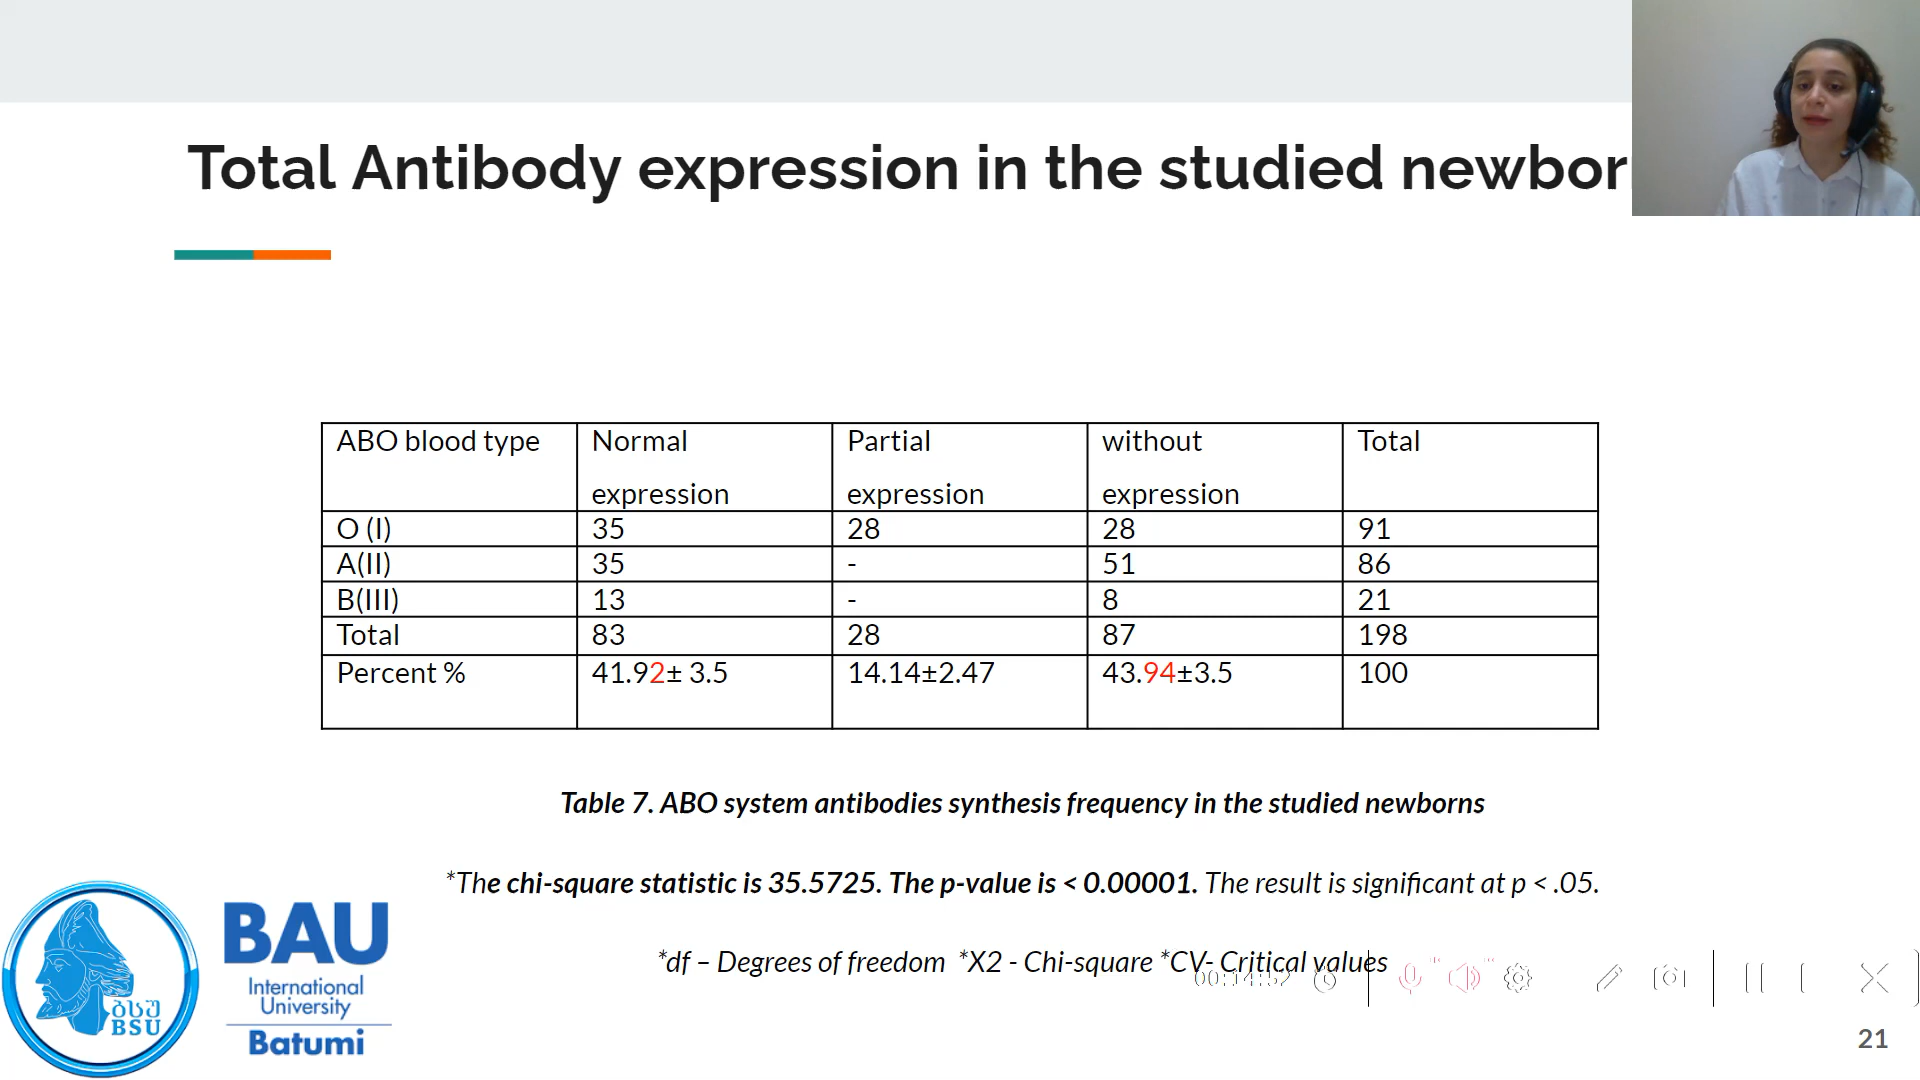 Total Antibody expression in the studied newbor
ABO blood type Normal expression Partial expression without expression Total
O (I) 35 28 28 91
A(II) 35 - 51 86
B(III) 13 - 8 21
Total 83 28 87 198
Percent % 41.92± 3.5 14.14±2.47 43.94±3.5 100
Table 7. ABO system antibodies synthesis frequency in the studied newborns
*The chi-square statistic is 35.5725. The p-value is < 0.00001. The result is significant at p < .05.
*df – Degrees of freedom *X2 - Chi-square *CV- Critical values
ბსუ
BSU
BAU
International
University
Batumi
21